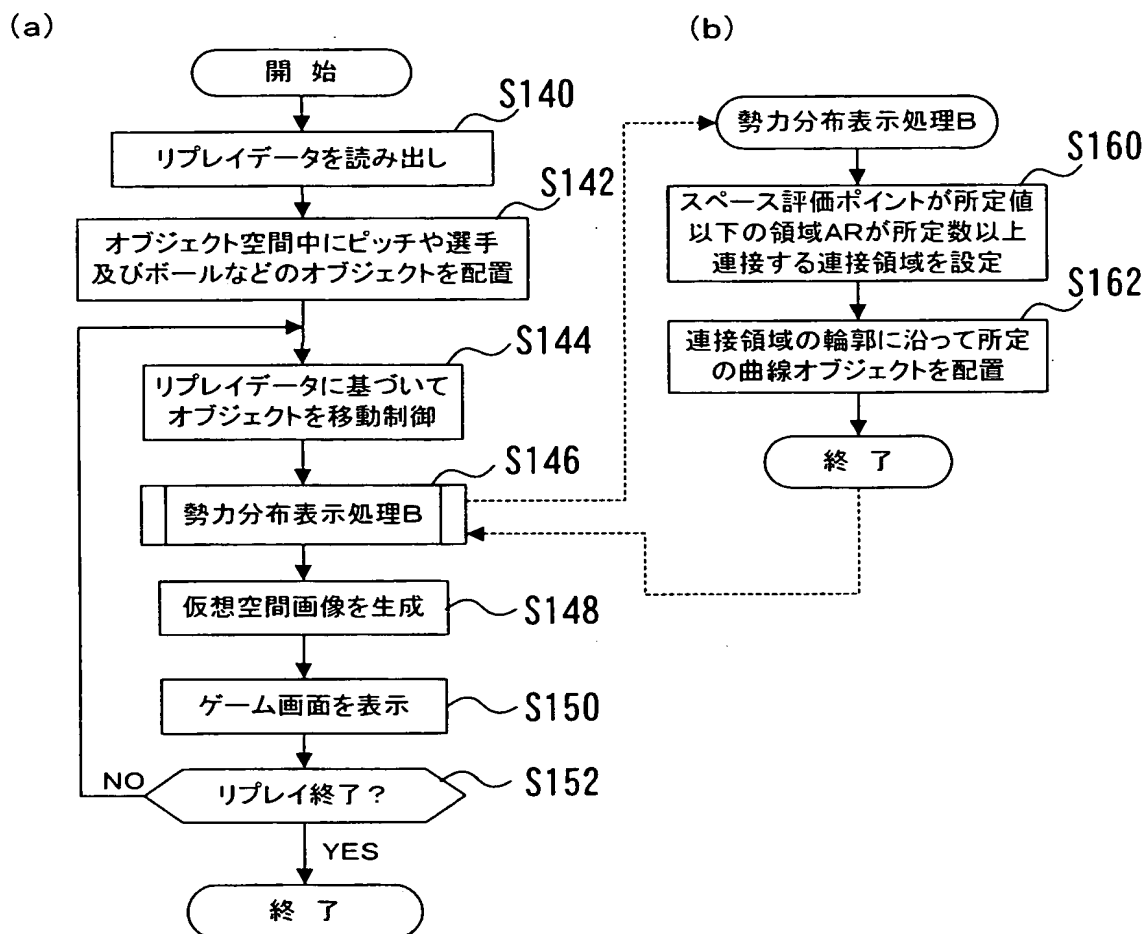 (a)
開始
S140
リプレイデータを読み出し
S142
オブジェクト空間中にピッチや選手
及びボールなどのオブジェクトを配置
S144
リプレイデータに基づいて
オブジェクトを移動制御
S146
勢力分布表示処理B
仮想空間画像を生成
S148
ゲーム画面を表示
S150
リプレイ終了？
S152
NO
YES
終了
(b)
勢力分布表示処理B
S160
スペース評価ポイントが所定値
以下の領域ARが所定数以上
連接する連接領域を設定
S162
連接領域の輪郭に沿って所定
の曲線オブジェクトを配置
終了